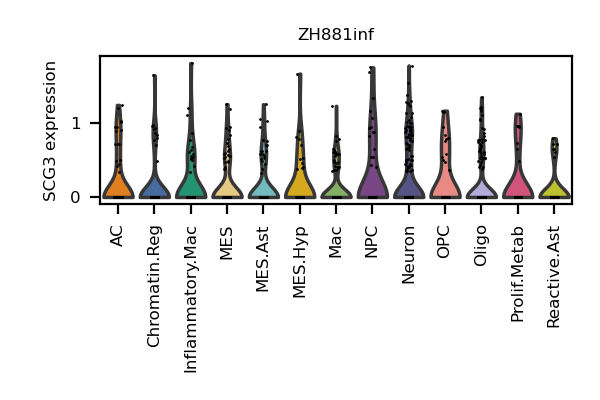 ZH881inf
SCG3 expression
1
0
AC
Chromatin.Reg
Inflammatory.Mac
MES
MES.Ast
MES.Hyp
Mac
NPC
Neuron
OPC
Oligo
Prolif.Metab
Reactive.Ast